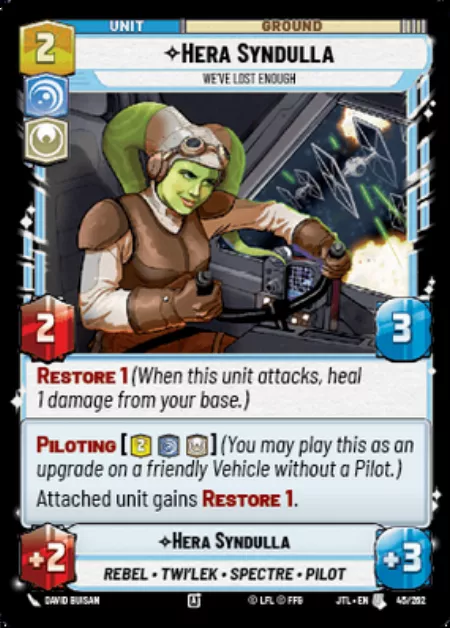 UNIT GROUND
2
Hera Syndulla
WE'VE LOST ENOUGH
2
3
RESTORE 1 (When this unit attacks, heal
1 damage from your base.)
PILOTING [2] (You may play this as an
upgrade on a friendly Vehicle without a Pilot.)
Attached unit gains RESTORE 1.
Hera Syndulla
+2
+3
REBEL • TWI'LEK • SPECTRE • PILOT
DAVID BUISAN A © LFL © FFG JTL • EN 45/262